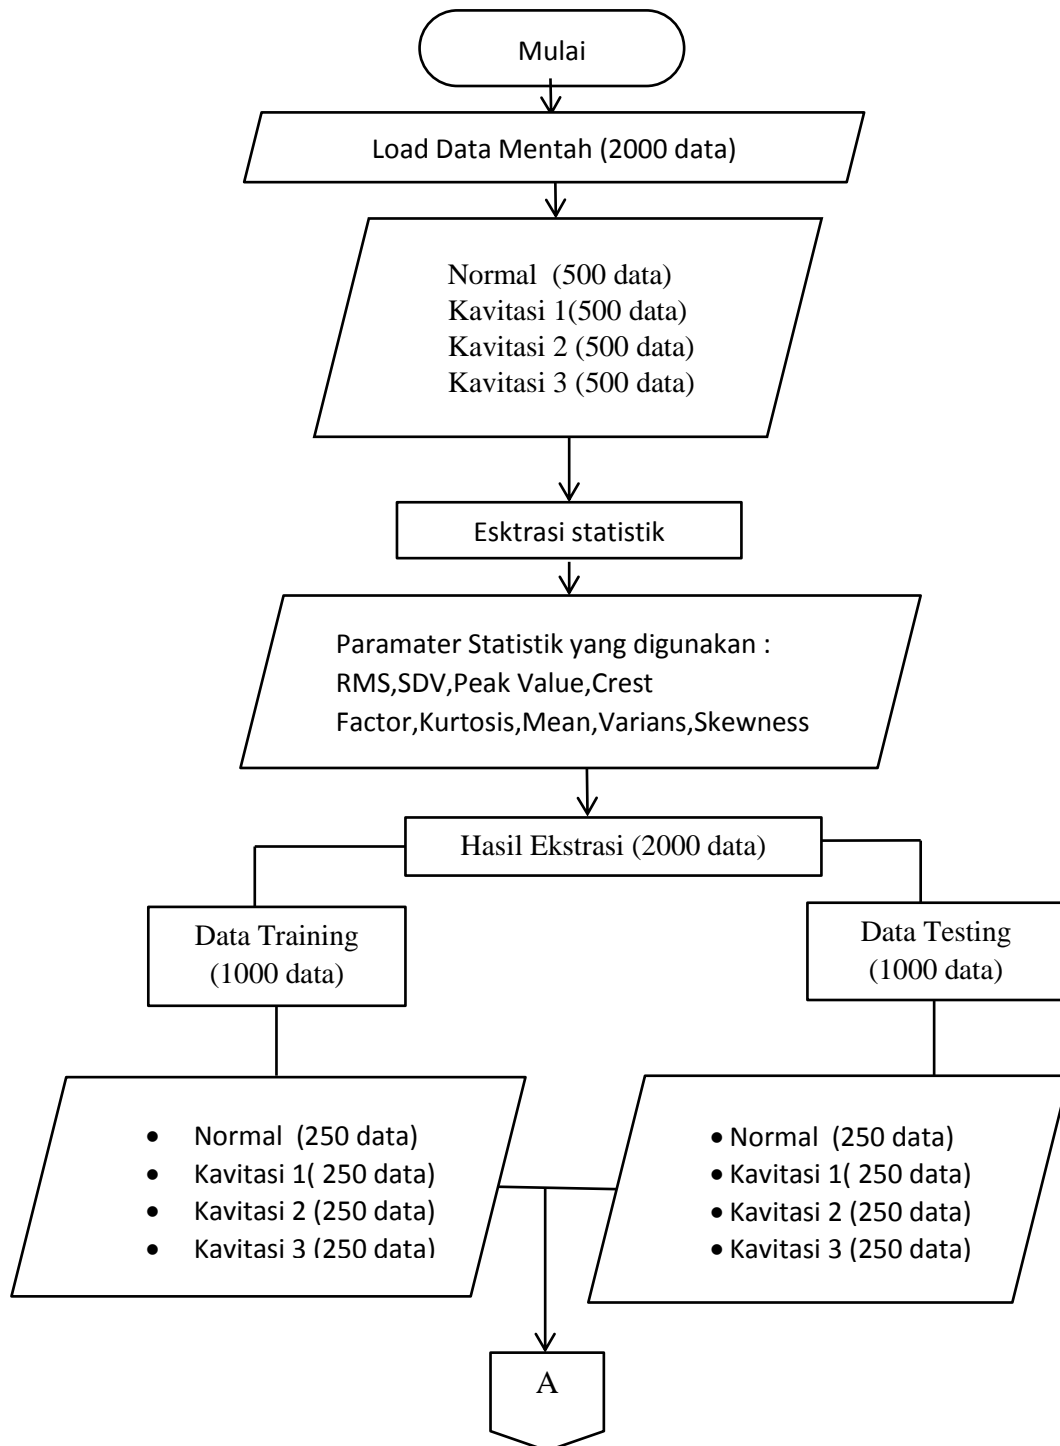 Mulai
Load Data Mentah (2000 data)
Normal  (500 data)
Kavitasi 1(500 data)
Kavitasi 2 (500 data)
Kavitasi 3 (500 data)
Esktrasi statistik
Paramater Statistik yang digunakan :
RMS,SDV,Peak Value,Crest
Factor,Kurtosis,Mean,Varians,Skewness
Hasil Ekstrasi (2000 data)
Data Training
(1000 data)
Data Testing
(1000 data)
• Normal  (250 data)
• Kavitasi 1( 250 data)
• Kavitasi 2 (250 data)
• Kavitasi 3 (250 data)
• Normal  (250 data)
• Kavitasi 1( 250 data)
• Kavitasi 2 (250 data)
• Kavitasi 3 (250 data)
A